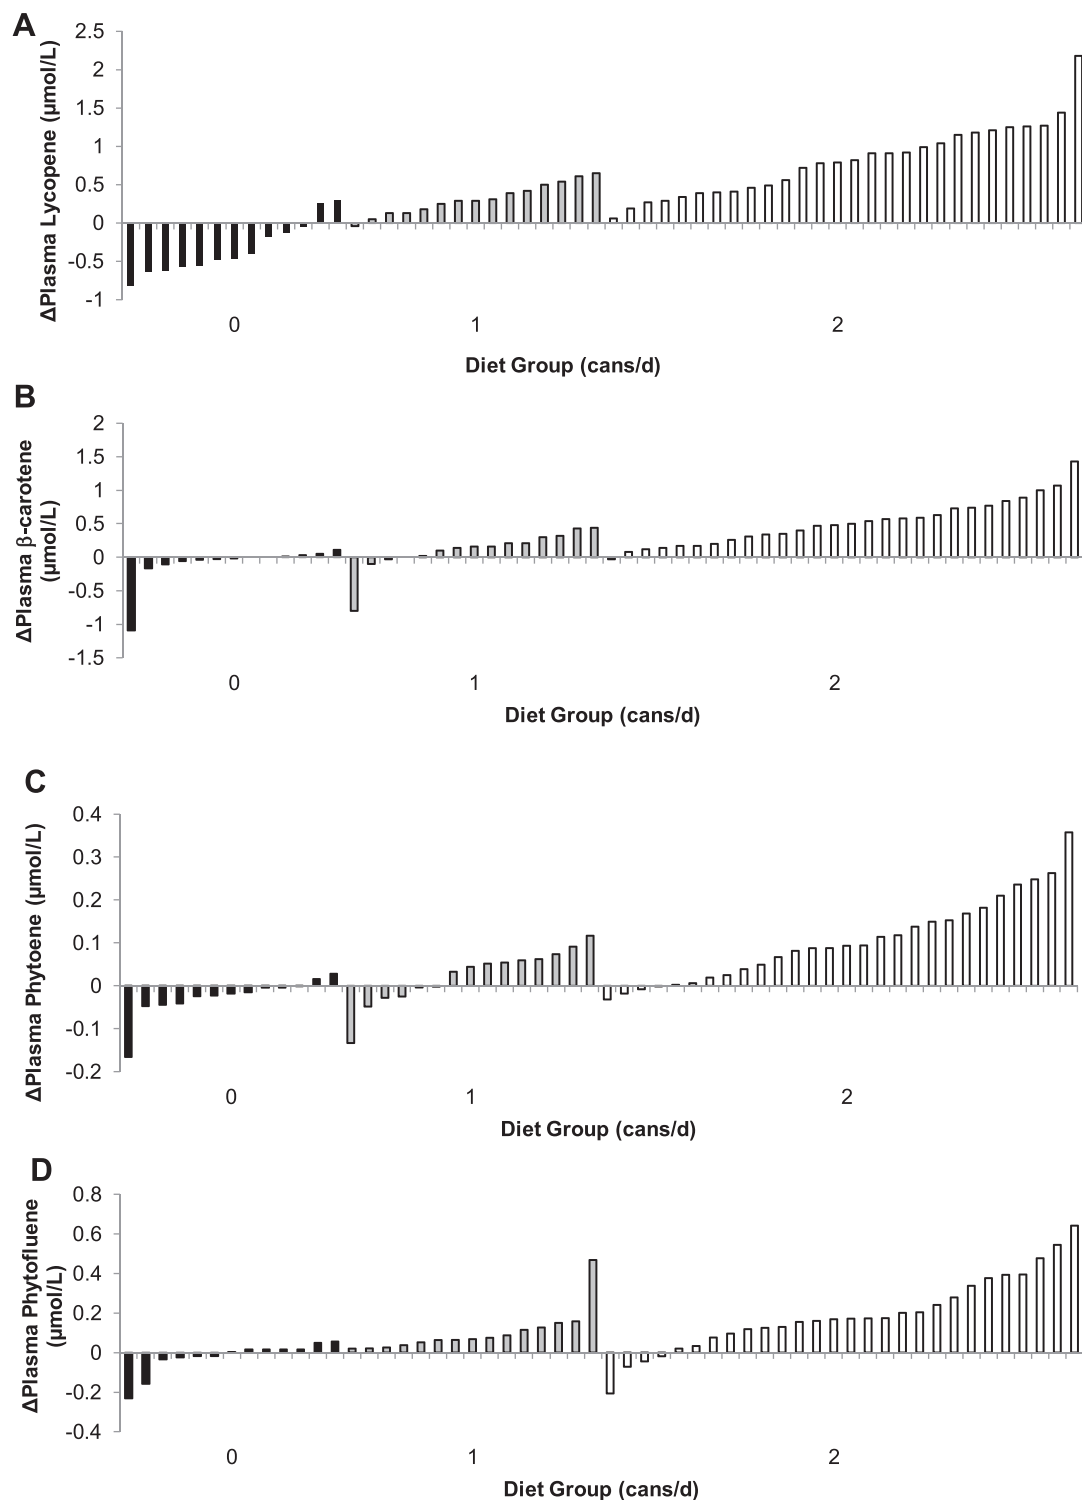 A
ΔPlasma Lycopene (µmol/L)
2.5
2
1.5
1
0.5
0
-0.5
-1
0 1 2
Diet Group (cans/d)
B
ΔPlasma β-carotene
(µmol/L)
2
1.5
1
0.5
0
-0.5
-1
-1.5
0 1 2
Diet Group (cans/d)
C
ΔPlasma Phytoene (µmol/L)
0.4
0.3
0.2
0.1
0
-0.1
-0.2
0 1 2
Diet Group (cans/d)
D
ΔPlasma Phytofluene
(µmol/L)
0.8
0.6
0.4
0.2
0
-0.2
-0.4
0 1 2
Diet Group (cans/d)